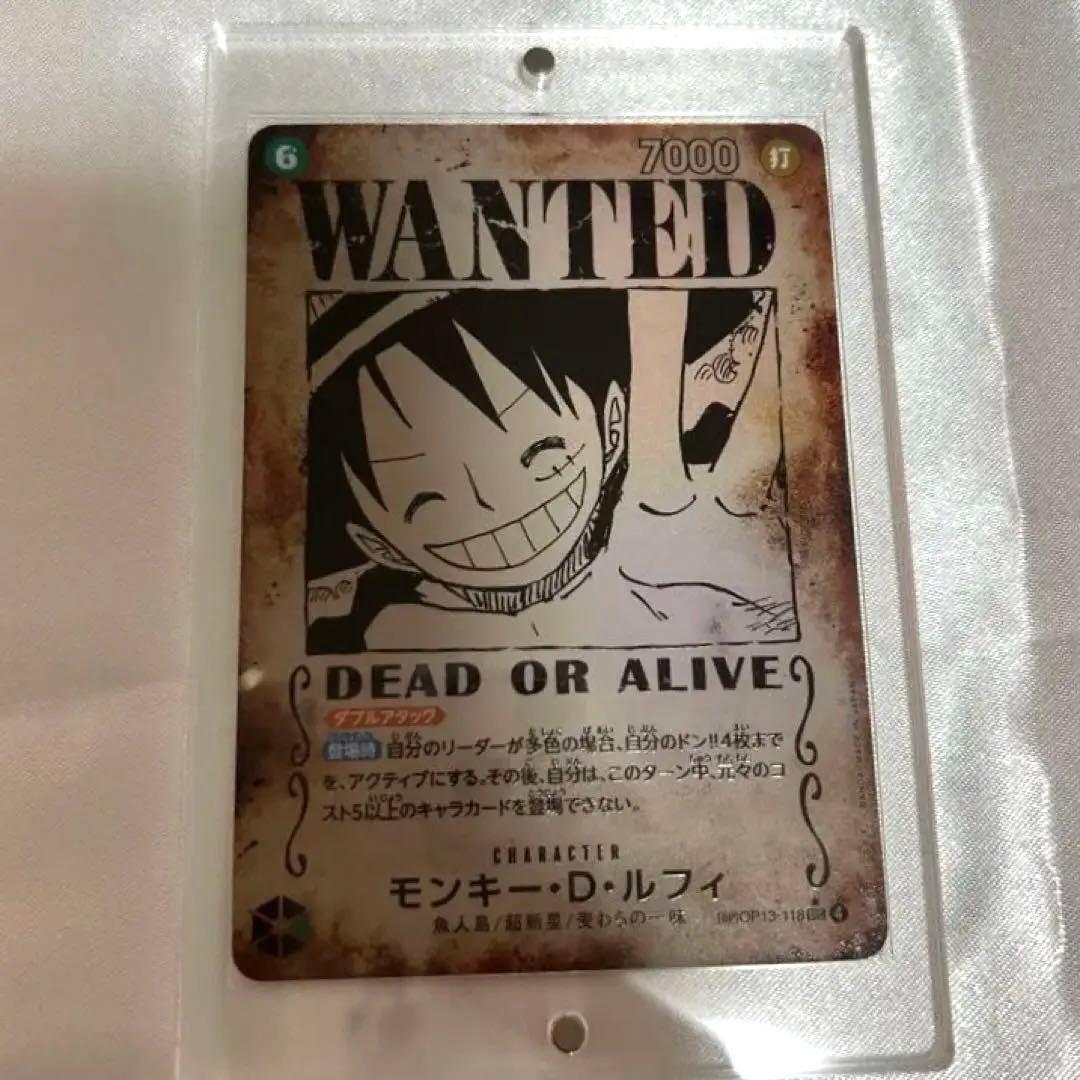 6 7000 打
WANTED
DEAD OR ALIVE
ダブルアタック
登場時 自分のリーダーが多色の場合、自分のドン!!4枚まで
を、アクティブにする。その後、自分は、このターン中、元々のコ
スト5以上のキャラカードを登場できない。
CHARACTER
モンキー・D・ルフィ
魚人島/超新星/麦わらの一味 OP13-118 4